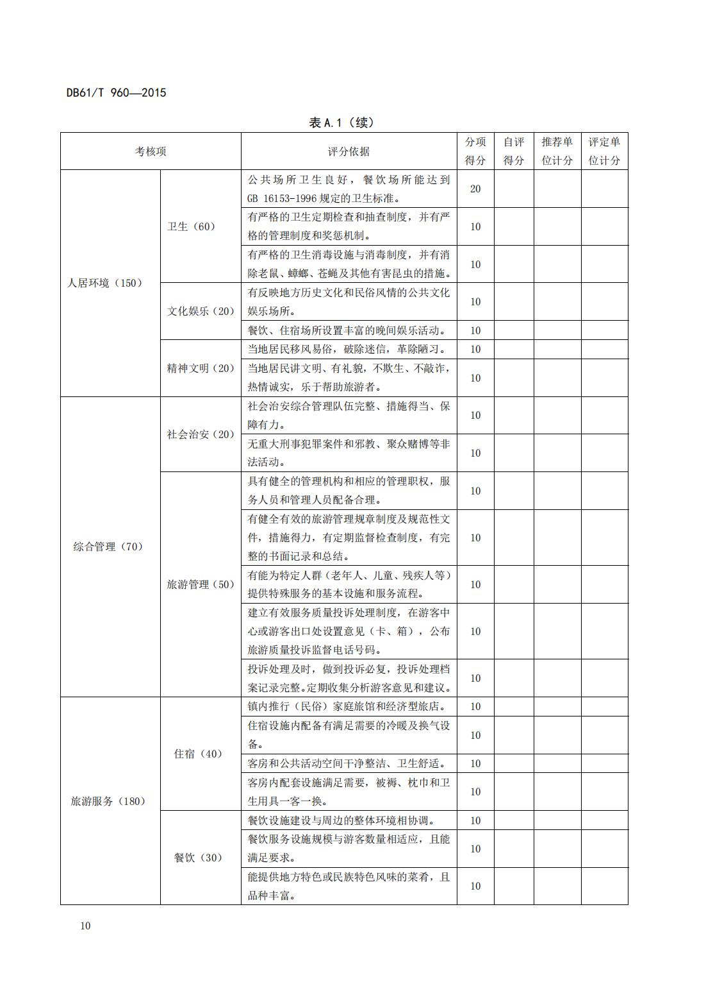 DB61/T 960—2015
表 A.1（续）
考核项
评分依据
分项
得分
自评
得分
推荐单
位计分
评定单
位计分
人居环境（150）
卫生（60）
公共场所卫生良好，餐饮场所能达到
GB 16153-1996 规定的卫生标准。
20
有严格的卫生定期检查和抽查制度，并有严
格的管理制度和奖惩机制。
10
有严格的卫生消毒设施与消毒制度，并有消
除老鼠、蟑螂、苍蝇及其他有害昆虫的措施。
10
文化娱乐（20）
有反映地方历史文化和民俗风情的公共文化
娱乐场所。
10
餐饮、住宿场所设置丰富的晚间娱乐活动。
10
精神文明（20）
当地居民移风易俗，破除迷信，革除陋习。
10
当地居民讲文明、有礼貌，不欺生、不敲诈，
热情诚实，乐于帮助旅游者。
10
综合管理（70）
社会治安（20）
社会治安综合管理队伍完整、措施得当、保
障有力。
10
无重大刑事犯罪案件和邪教、聚众赌博等非
法活动。
10
旅游管理（50）
具有健全的管理机构和相应的管理职权，服
务人员和管理人员配备合理。
10
有健全有效的旅游管理规章制度及规范性文
件，措施得力，有定期监督检查制度，有完
整的书面记录和总结。
10
有能为特定人群（老年人、儿童、残疾人等）
提供特殊服务的基本设施和服务流程。
10
建立有效服务质量投诉处理制度，在游客中
心或游客出口处设置意见（卡、箱），公布
旅游质量投诉监督电话号码。
10
投诉处理及时，做到投诉必复，投诉处理档
案记录完整。定期收集分析游客意见和建议。
10
旅游服务（180）
住宿（40）
镇内推行（民俗）家庭旅馆和经济型旅店。
10
住宿设施内配备有满足需要的冷暖及换气设
备。
10
客房和公共活动空间干净整洁、卫生舒适。
10
客房内配套设施满足需要，被褥、枕巾和卫
生用具一客一换。
10
餐饮（30）
餐饮设施建设与周边的整体环境相协调。
10
餐饮服务设施规模与游客数量相适应，且能
满足要求。
10
能提供地方特色或民族特色风味的菜肴，且
品种丰富。
10
10